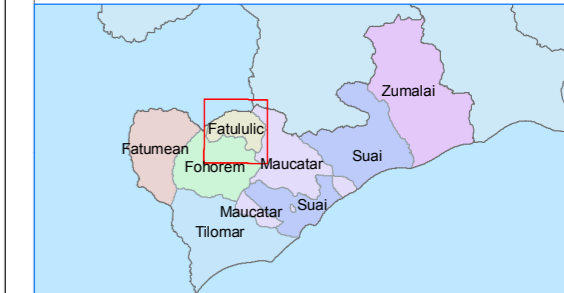 Zumalai
Fatululic
Fatumean
Suai
Fohorem
Maucatar
Suai
Maucatar
Tilomar